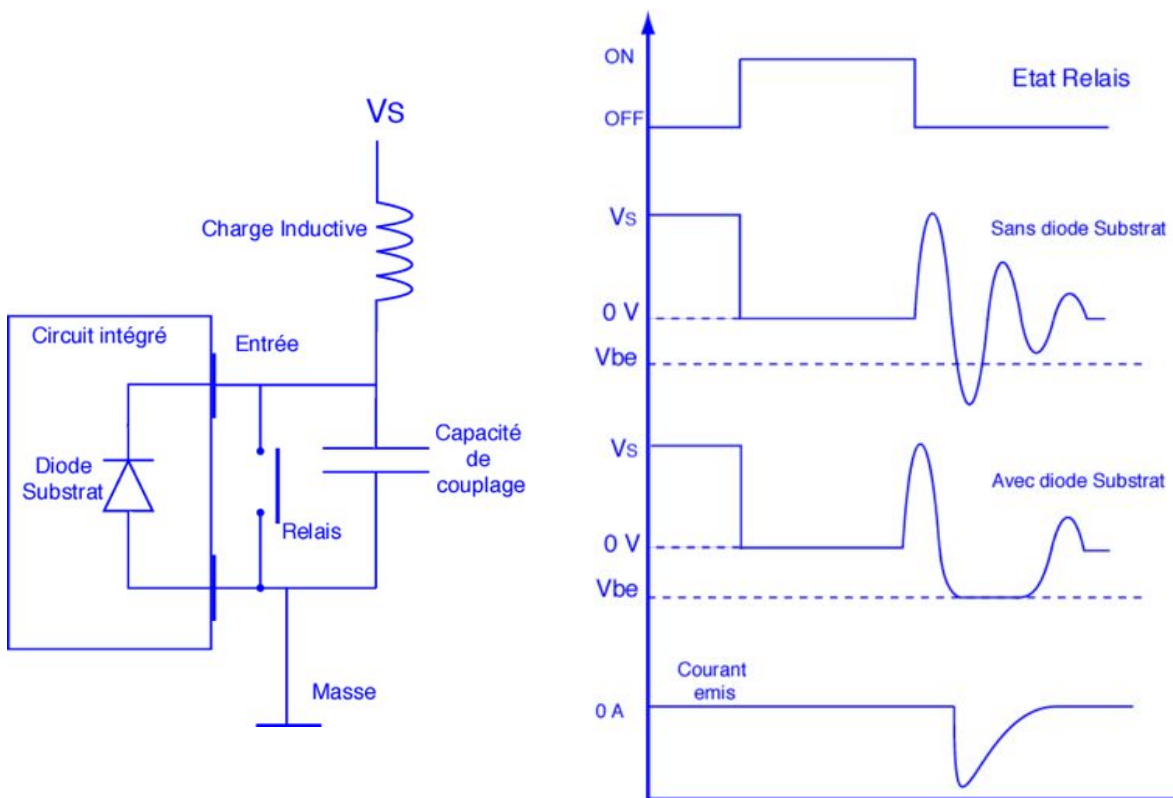 Vs
Charge Inductive
Circuit intégré
Entrée
Diode
Substrat
Capacité
de
couplage
Relais
Masse
ON
OFF
Etat Relais
Vs
Sans diode Substrat
0 V
Vbe
Vs
Avec diode Substrat
0 V
Vbe
Courant
emis
0 A